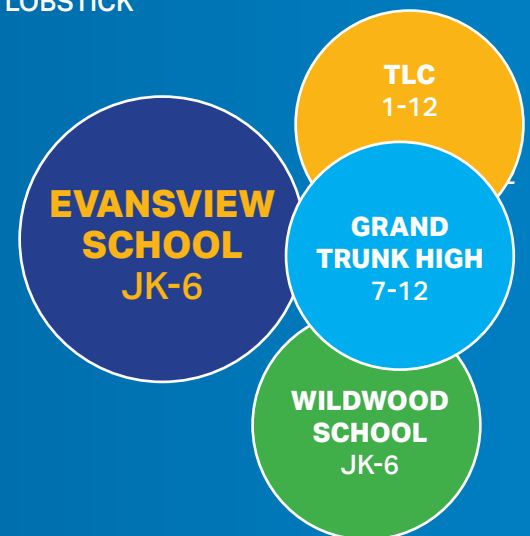 LOBSTICK
TLC
1-12
EVANSVIEW
SCHOOL
JK-6
GRAND
TRUNK HIGH
7-12
WILDWOOD
SCHOOL
JK-6